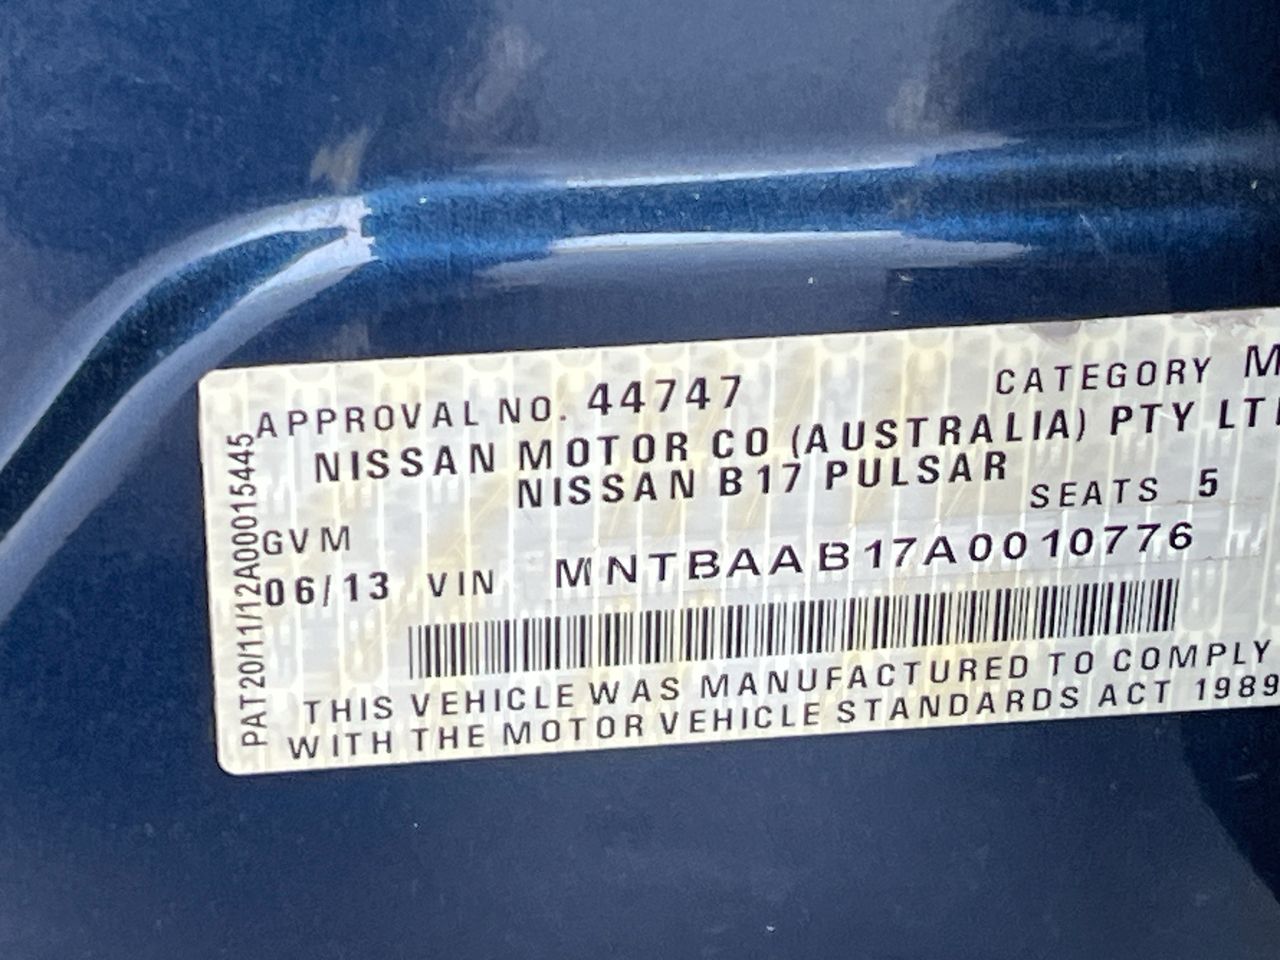 APPROVAL NO. 44747 CATEGORY M
NISSAN MOTOR CO (AUSTRALIA) PTY LT
NISSAN B17 PULSAR
SEATS 5
GVM
06/13 VIN MNTBAAB17A0010776
THIS VEHICLE WAS MANUFACTURED TO COMPLY
WITH THE MOTOR VEHICLE STANDARDS ACT 1989
PAT20/11/12A00015445